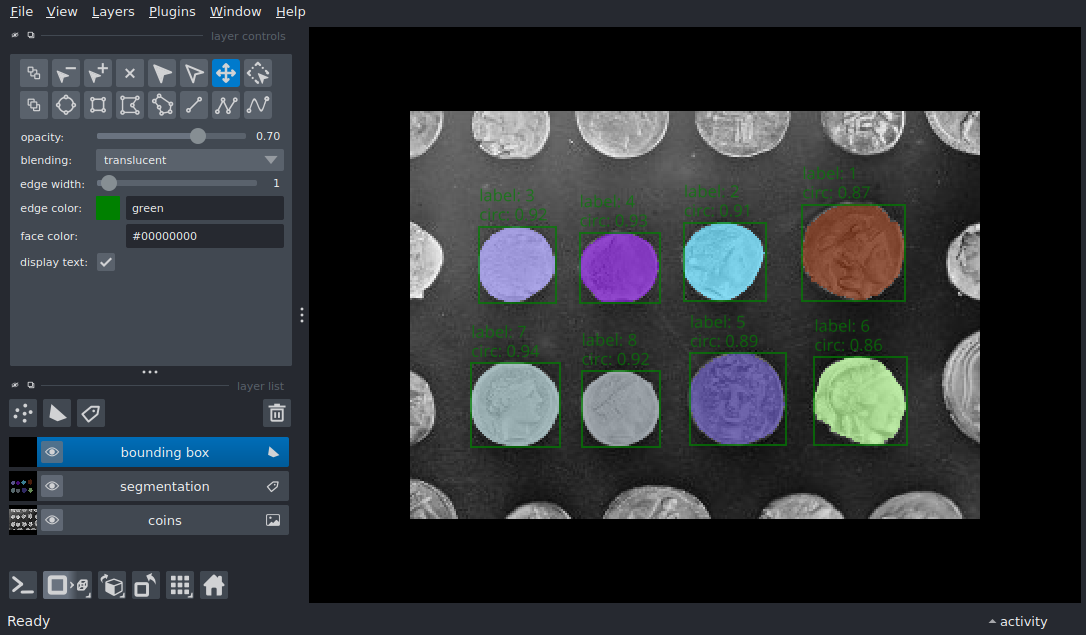 File View Layers Plugins Window Help
layer controls
opacity: 0.70
blending: translucent
edge width: 1
edge color: green
face color: #00000000
display text:
layer list
bounding box
segmentation
coins
label: 1
circ: 0.87
label: 2
circ: 0.91
label: 3
circ: 0.92
label: 4
label: 5
circ: 0.89
label: 6
circ: 0.86
label: 7
circ: 0.94
label: 8
circ: 0.92
Ready
activity